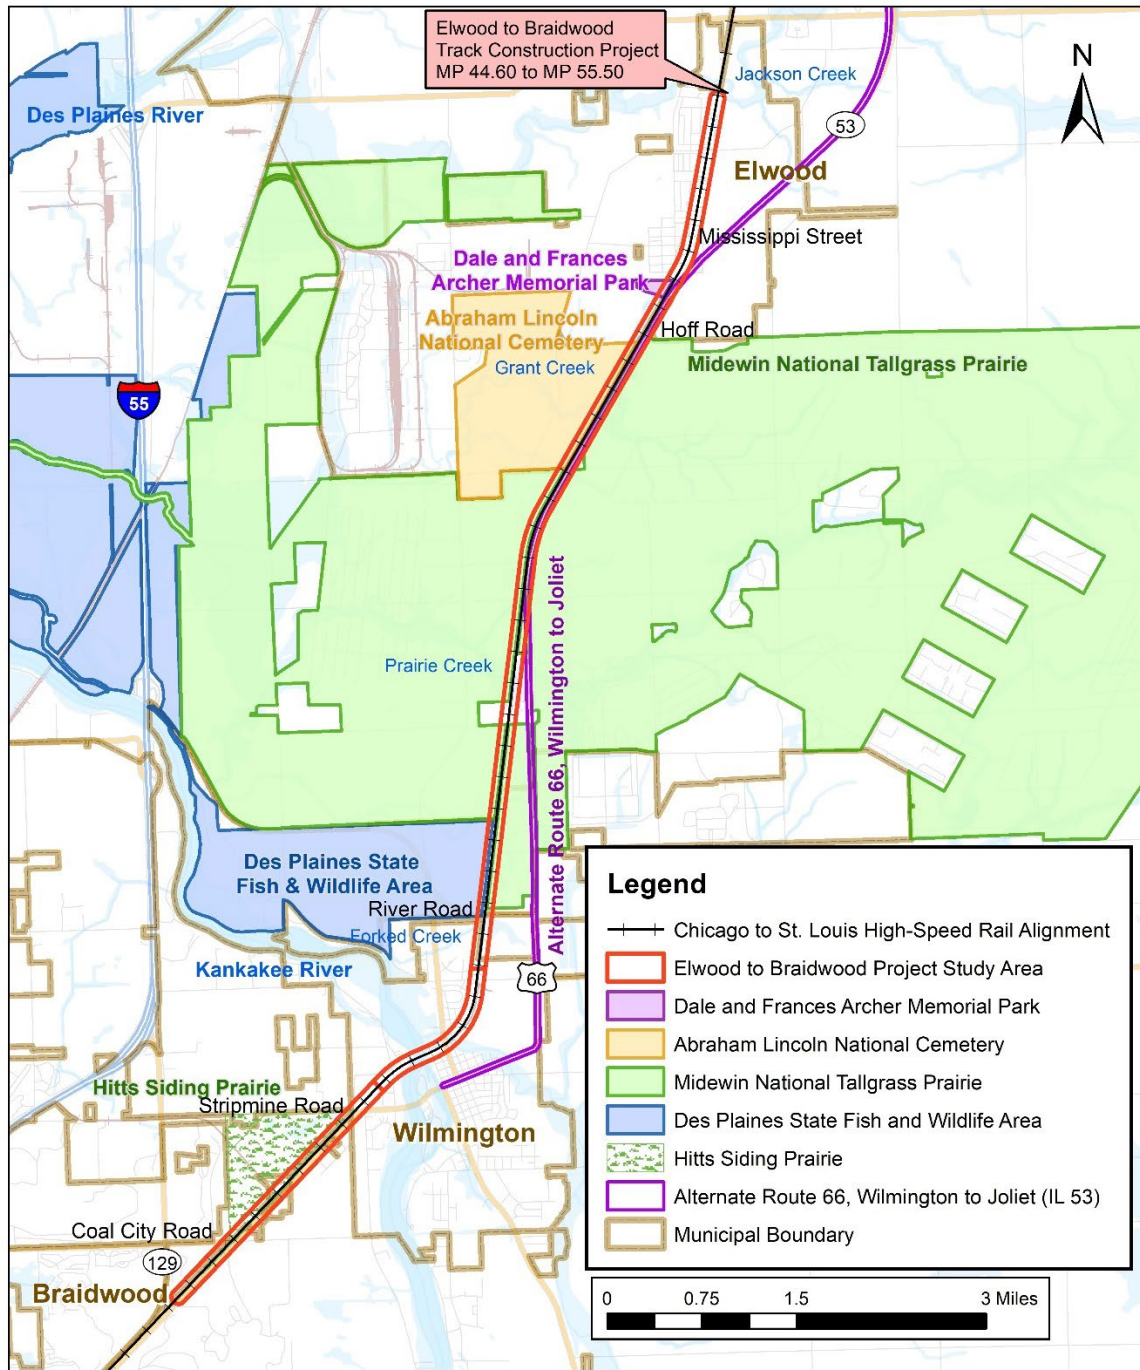 Elwood to Braidwood
Track Construction Project
MP 44.60 to MP 55.50
N
Jackson Creek
Des Plaines River
53
Elwood
Mississippi Street
Dale and Frances
Archer Memorial Park
Abraham Lincoln
National Cemetery
Hoff Road
Grant Creek
Midewin National Tallgrass Prairie
55
Alternate Route 66, Wilmington to Joliet
Prairie Creek
Des Plaines State
Fish & Wildlife Area
River Road
Forked Creek
Kankakee River
66
Hitts Siding Prairie
Stripmine Road
Wilmington
Coal City Road
129
Braidwood
Legend
Chicago to St. Louis High-Speed Rail Alignment
Elwood to Braidwood Project Study Area
Dale and Frances Archer Memorial Park
Abraham Lincoln National Cemetery
Midewin National Tallgrass Prairie
Des Plaines State Fish and Wildlife Area
Hitts Siding Prairie
Alternate Route 66, Wilmington to Joliet (IL 53)
Municipal Boundary
0 0.75 1.5 3 Miles